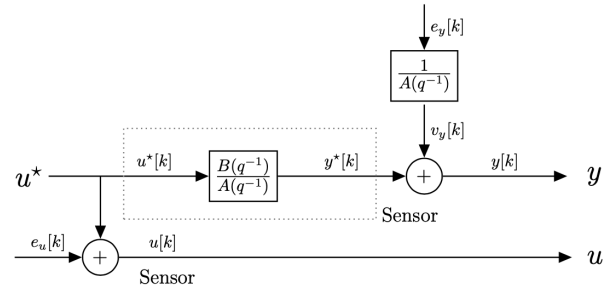 e_y[k]
1
A(q⁻¹)
v_y[k]
u⋆ u⋆[k] B(q⁻¹) y⋆[k] + y[k] y
A(q⁻¹)
Sensor
e_u[k] + u[k] u
Sensor